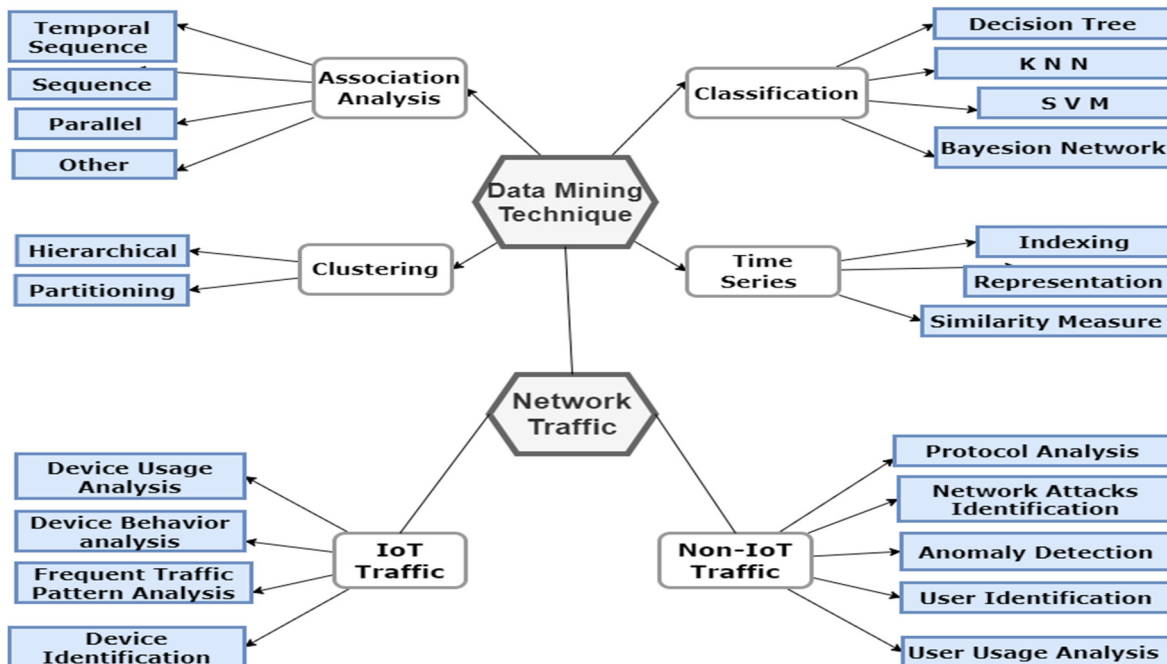 Temporal
Sequence
Sequence
Parallel
Other
Association
Analysis
Classification
Decision Tree
K N N
S V M
Bayesion Network
Data Mining
Technique
Hierarchical
Partitioning
Clustering
Time
Series
Indexing
Representation
Similarity Measure
Network
Traffic
Device Usage
Analysis
Device Behavior
analysis
Frequent Traffic
Pattern Analysis
Device
Identification
IoT
Traffic
Non-IoT
Traffic
Protocol Analysis
Network Attacks
Identification
Anomaly Detection
User Identification
User Usage Analysis